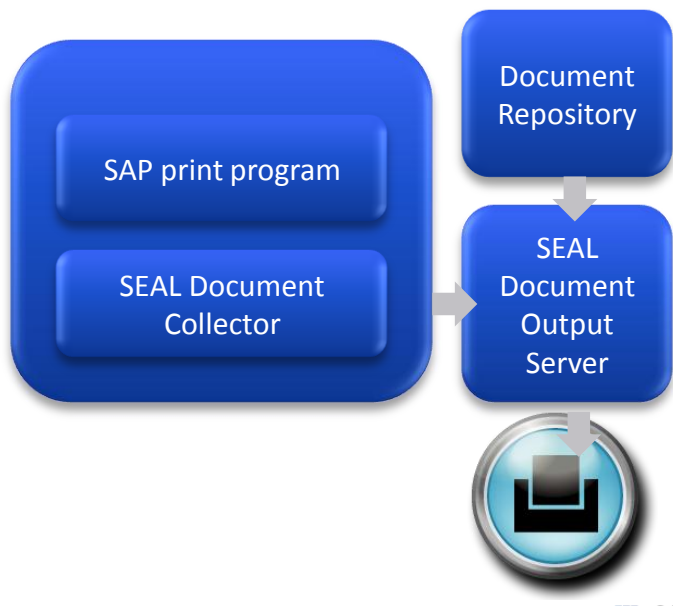 Document
Repository
SAP print program
SEAL Document
Collector
SEAL
Document
Output
Server